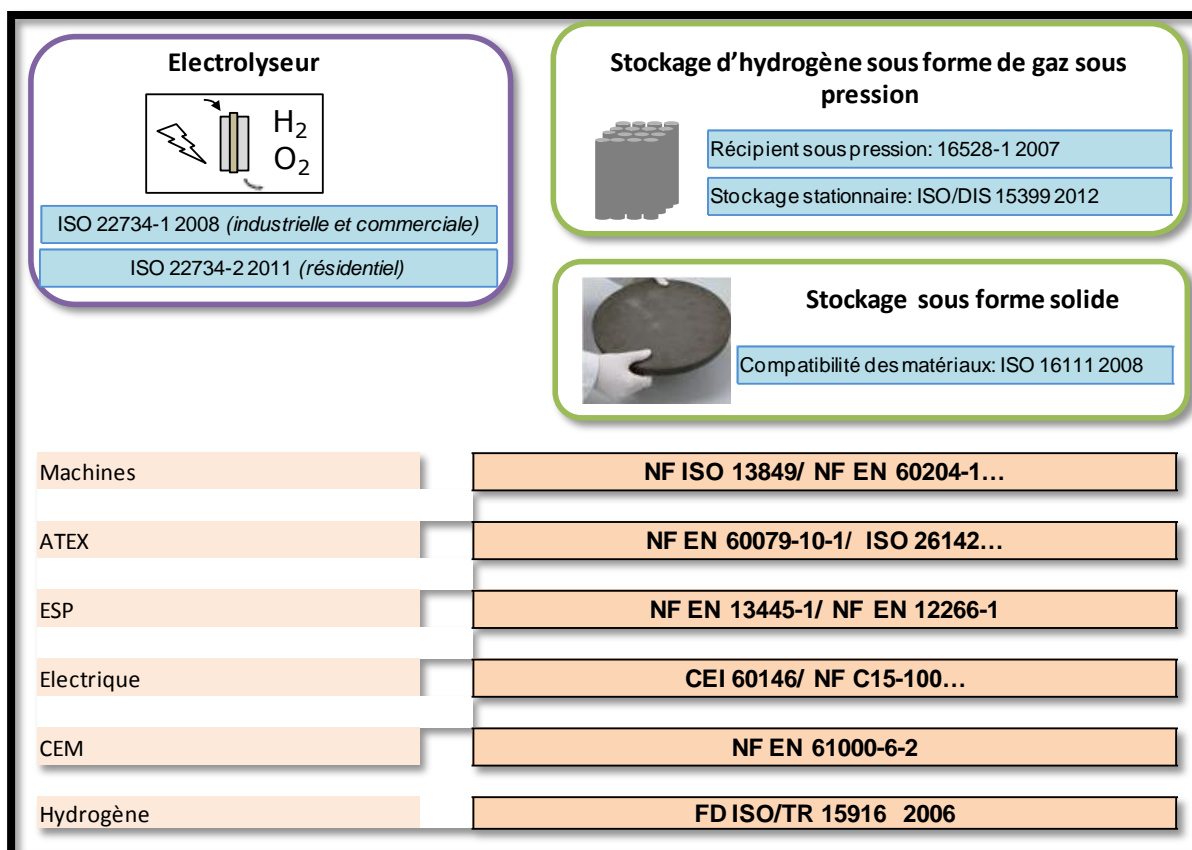 Electrolyseur
H2
O2
ISO 22734-1 2008 (industrielle et commerciale)
ISO 22734-2 2011 (résidentiel)
Stockage d’hydrogène sous forme de gaz sous
pression
Récipient sous pression: 16528-1 2007
Stockage stationnaire: ISO/DIS 15399 2012
Stockage sous forme solide
Compatibilité des matériaux: ISO 16111 2008
Machines
NF ISO 13849/ NF EN 60204-1…
ATEX
NF EN 60079-10-1/ ISO 26142…
ESP
NF EN 13445-1/ NF EN 12266-1
Electrique
CEI 60146/ NF C15-100…
CEM
NF EN 61000-6-2
Hydrogène
FD ISO/TR 15916 2006